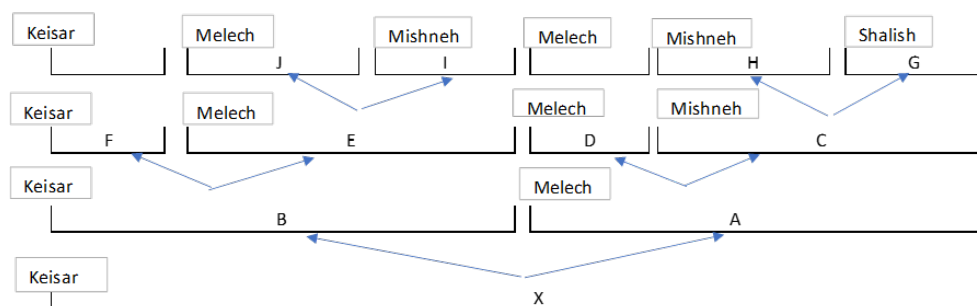 Keisar Melech Mishneh Melech Mishneh Shalish
J I H G
Keisar Melech Melech Mishneh
F E D C
Keisar Melech
B A
Keisar
X